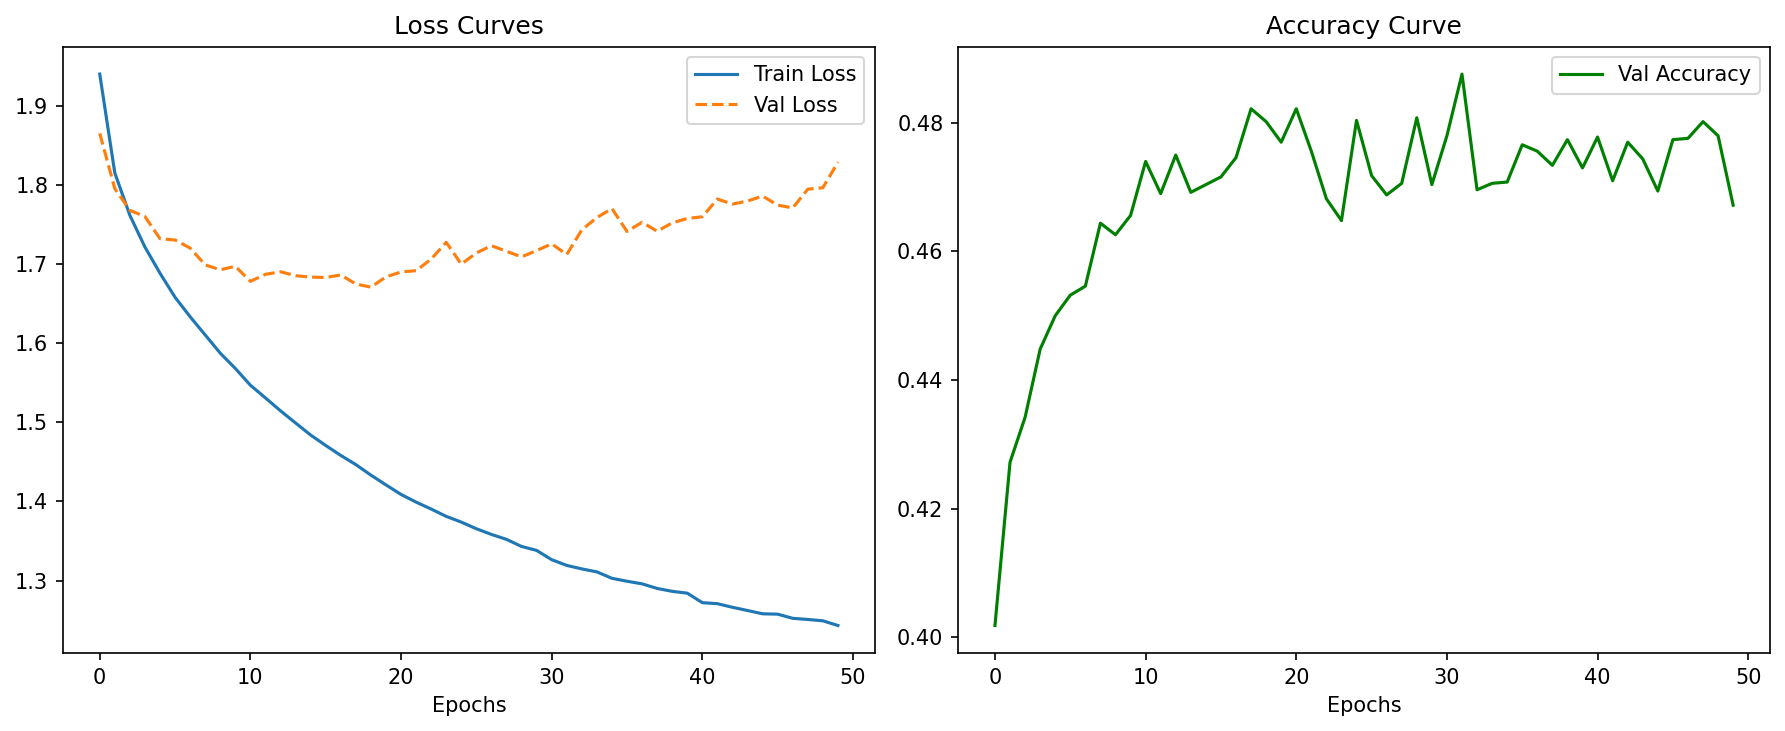 Loss Curves
Train Loss
Val Loss
1.9
1.8
1.7
1.6
1.5
1.4
1.3
0 10 20 30 40 50
Epochs
Accuracy Curve
Val Accuracy
0.48
0.46
0.44
0.42
0.40
0 10 20 30 40 50
Epochs